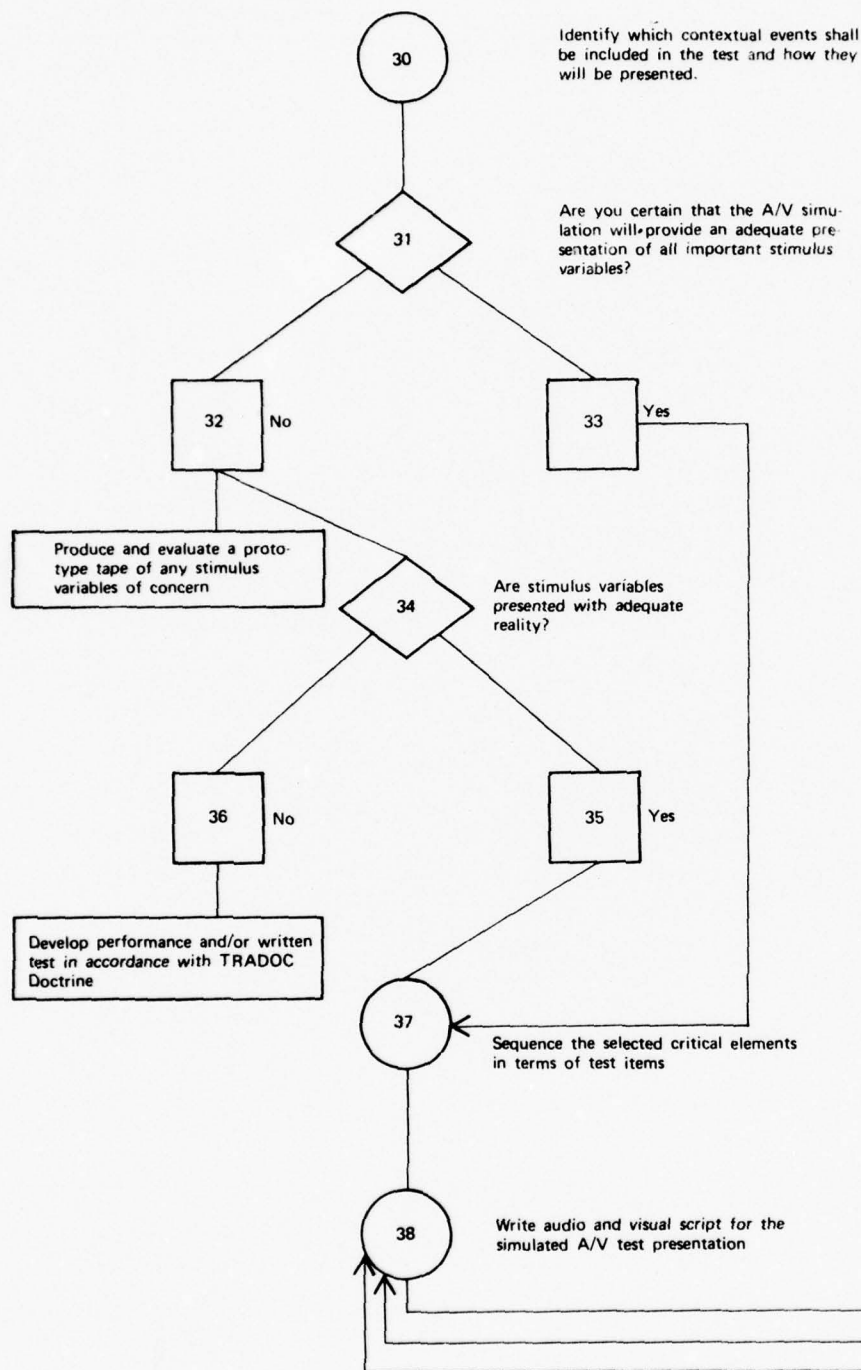 30
Identify which contextual events shall
be included in the test and how they
will be presented.
31
Are you certain that the A/V simu-
lation will provide an adequate pre-
sentation of all important stimulus
variables?
32
No
33
Yes
Produce and evaluate a proto-
type tape of any stimulus
variables of concern
34
Are stimulus variables
presented with adequate
reality?
36
No
35
Yes
Develop performance and/or written
test in accordance with TRADOC
Doctrine
37
Sequence the selected critical elements
in terms of test items
38
Write audio and visual script for the
simulated A/V test presentation